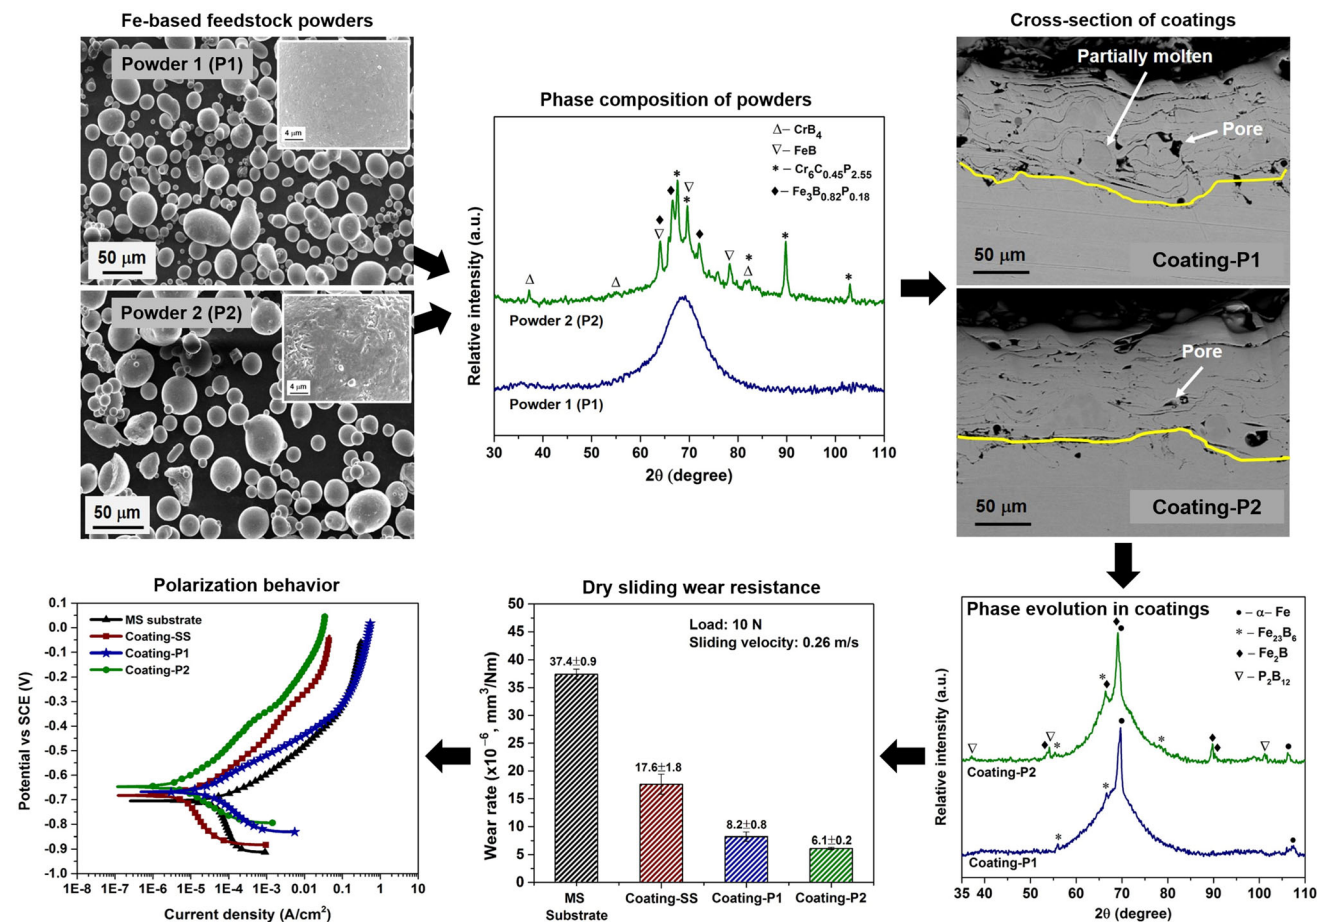 Fe-based feedstock powders
Powder 1 (P1)
4 μm
50 μm
Powder 2 (P2)
4 μm
50 μm
Phase composition of powders
Relative intensity (a.u.)
Δ– CrB4
∇– FeB
*– Cr6C0.45P2.55
♦– Fe3B0.82P0.18
Powder 2 (P2)
Powder 1 (P1)
30 40 50 60 70 80 90 100 110
2θ (degree)
Cross-section of coatings
Partially molten
Pore
50 μm
Coating-P1
Pore
50 μm
Coating-P2
Phase evolution in coatings
Relative intensity (a.u.)
• – α– Fe
* – Fe23B6
♦ – Fe2B
∇ – P2B12
Coating-P2
Coating-P1
35 40 50 60 70 80 90 100 110
2θ (degree)
Dry sliding wear resistance
Wear rate (x10−6, mm3/Nm)
50
45
40
35
30
25
20
15
10
5
0
Load: 10 N
Sliding velocity: 0.26 m/s
37.4±0.9
17.6±1.8
8.2±0.8
6.1±0.2
MS Substrate
Coating-SS
Coating-P1
Coating-P2
Polarization behavior
Potential vs SCE (V)
0.1
0.0
-0.1
-0.2
-0.3
-0.4
-0.5
-0.6
-0.7
-0.8
-0.9
-1.0
MS substrate
Coating-SS
Coating-P1
Coating-P2
1E-8 1E-7 1E-6 1E-5 1E-4 1E-3 0.01 0.1 1 10
Current density (A/cm2)